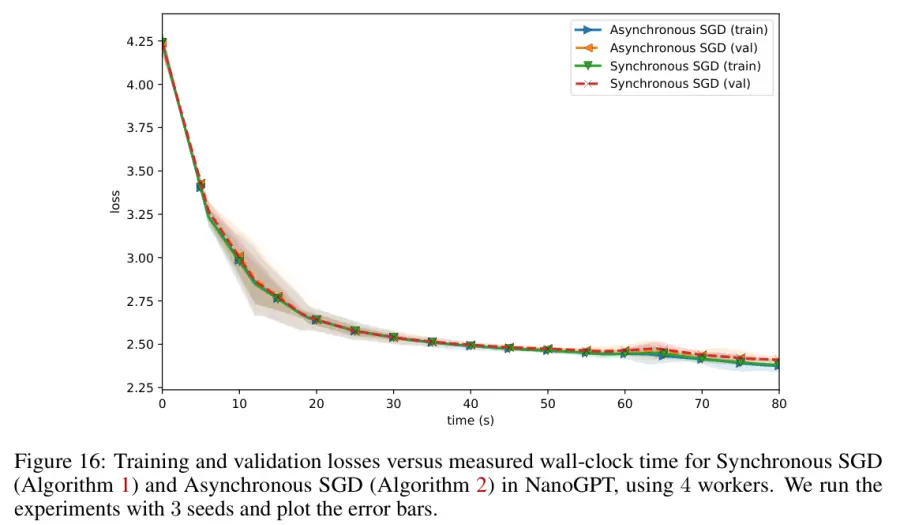 4.25
4.00
3.75
3.50
3.25
3.00
2.75
2.50
2.25
loss
0 10 20 30 40 50 60 70 80
time (s)
Asynchronous SGD (train)
Asynchronous SGD (val)
Synchronous SGD (train)
Synchronous SGD (val)
Figure 16: Training and validation losses versus measured wall-clock time for Synchronous SGD
(Algorithm 1) and Asynchronous SGD (Algorithm 2) in NanoGPT, using 4 workers. We run the
experiments with 3 seeds and plot the error bars.